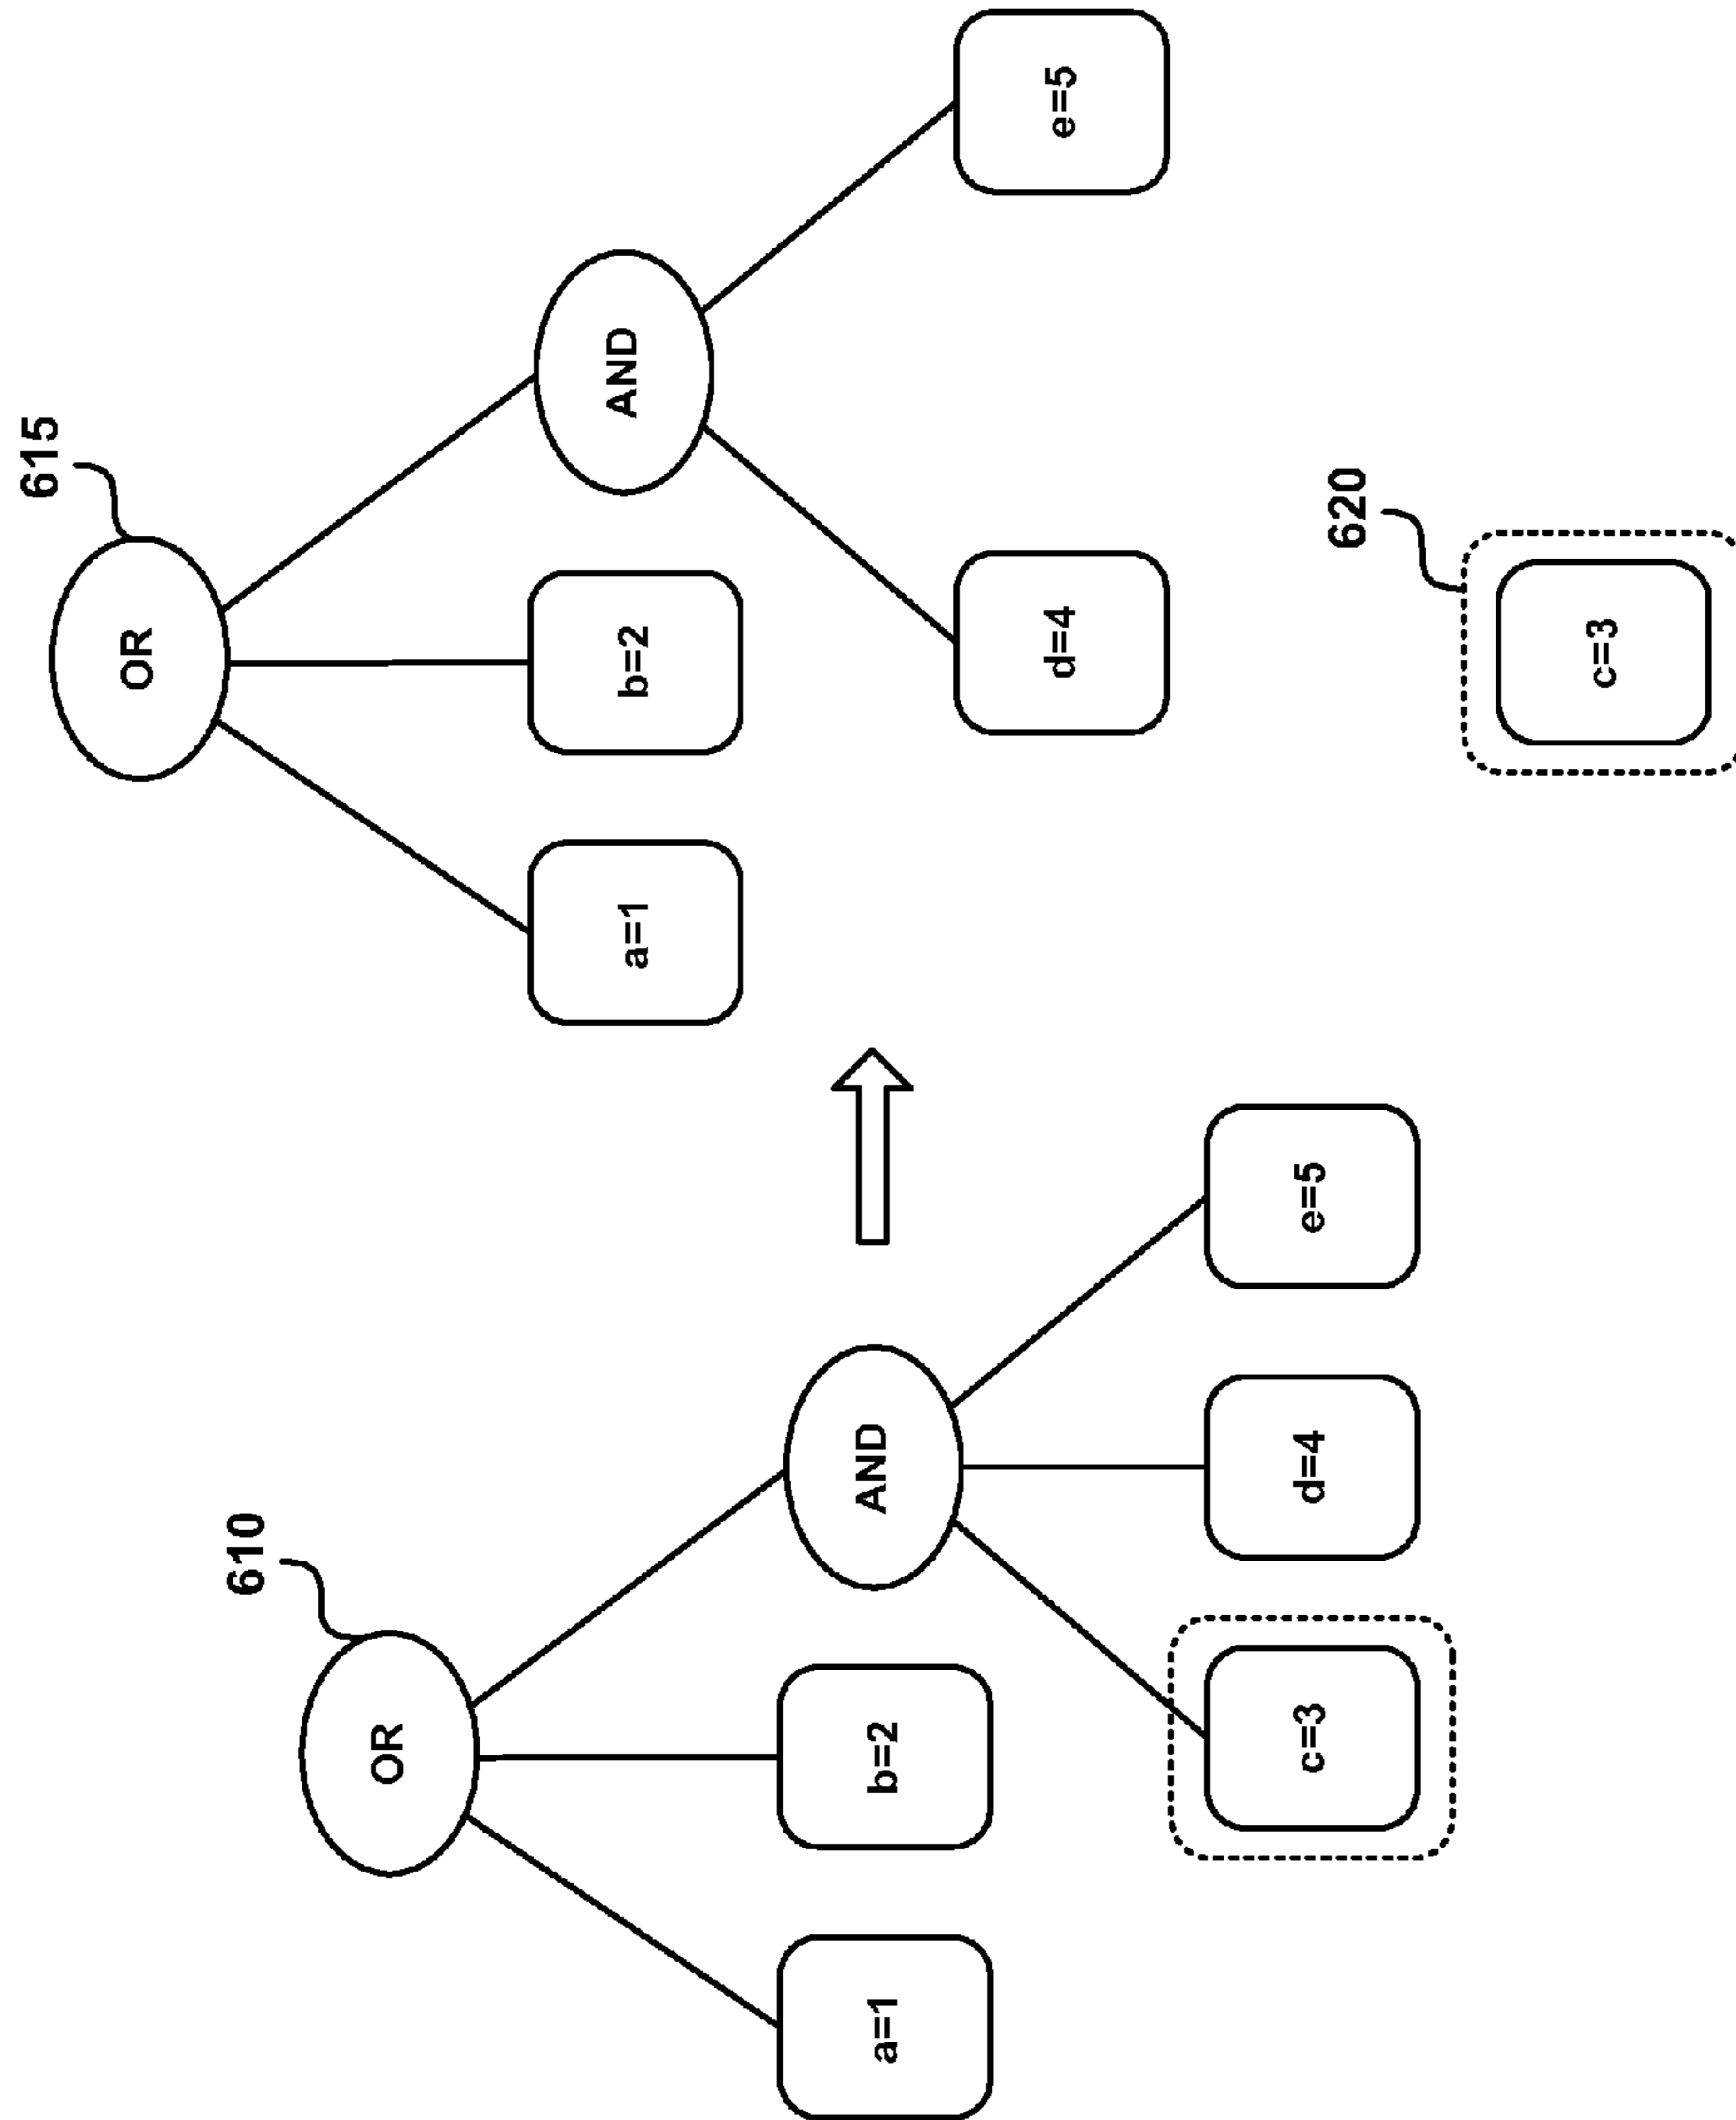 610
OR
a=1
b=2
AND
c=3
d=4
e=5
615
OR
a=1
b=2
AND
d=4
e=5
620
c=3